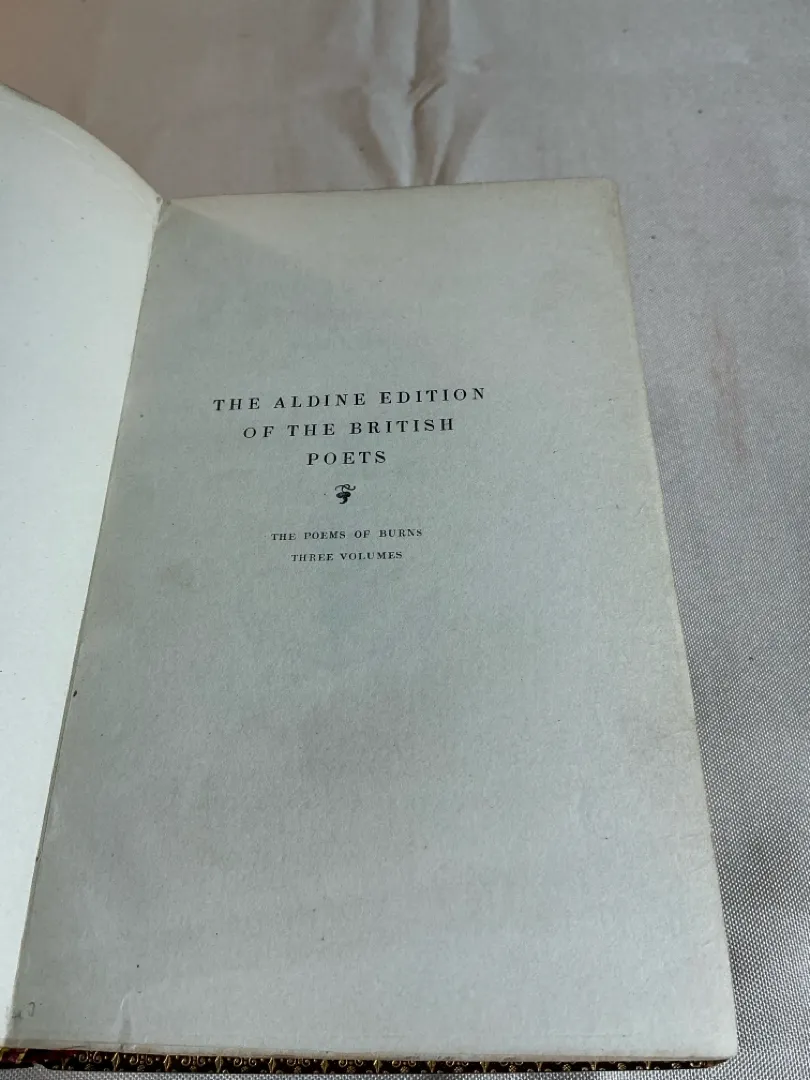 THE ALDINE EDITION
OF THE BRITISH
POETS
THE POEMS OF BURNS
THREE VOLUMES